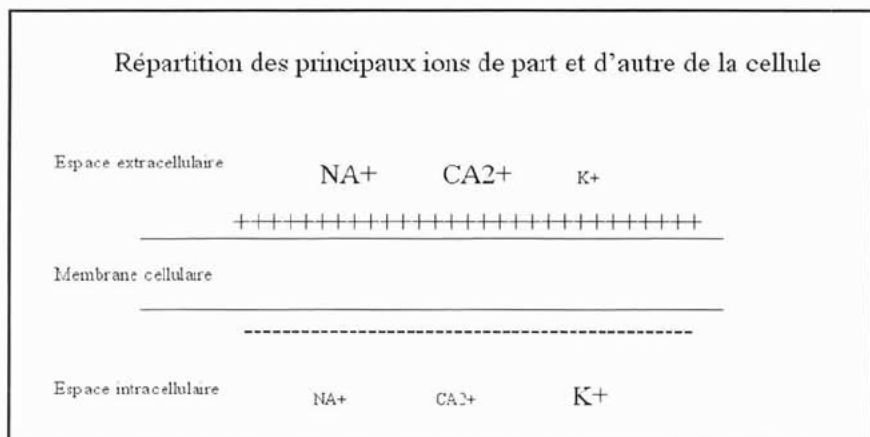 Répartition des principaux ions de part et d'autre de la cellule
Espace extracellulaire
NA+ CA2+ K+
+++++++++++++++++++++++++++++
Membrane cellulaire
---------------------------------------
Espace intracellulaire
NA+ CA2+ K+